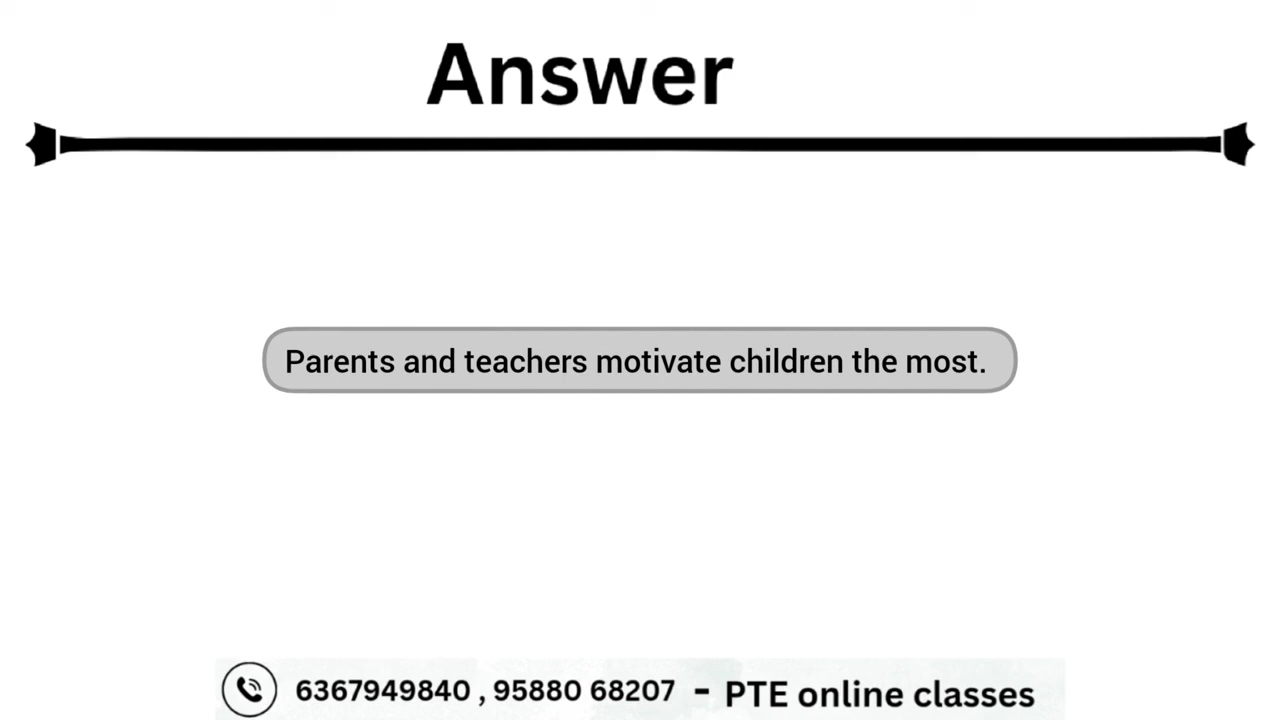 Answer
Parents and teachers motivate children the most.
6367949840 , 95880 68207 - PTE online classes